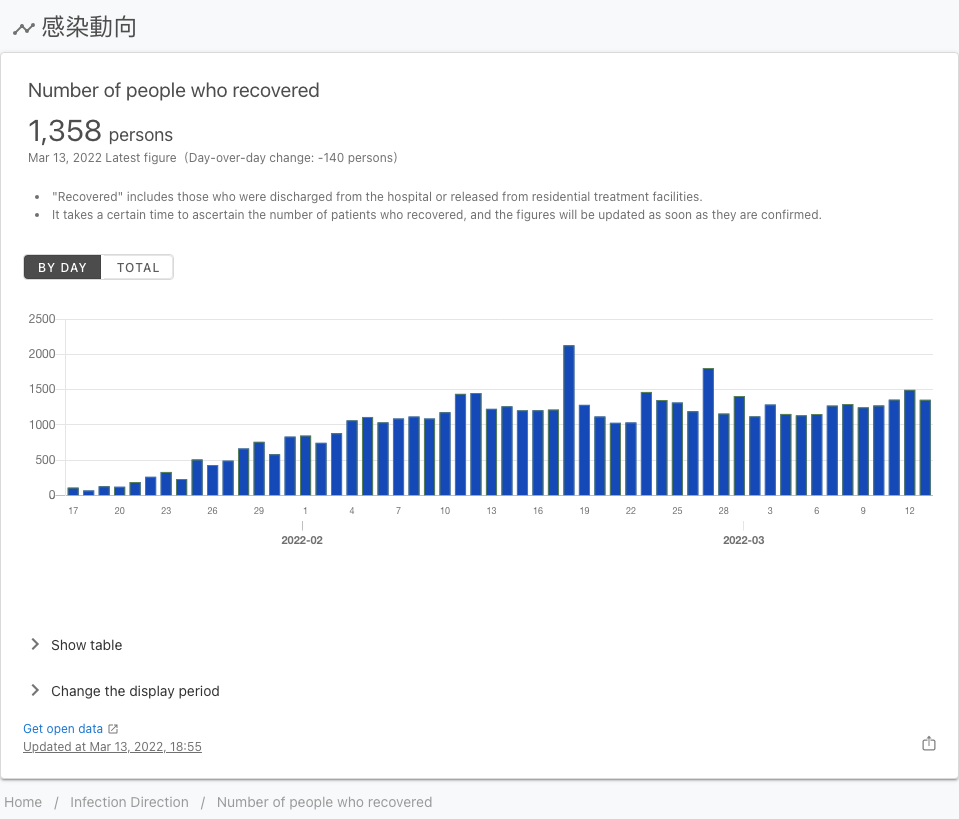 感染動向
Number of people who recovered
1,358 persons
Mar 13, 2022 Latest figure (Day-over-day change: -140 persons)
• "Recovered" includes those who were discharged from the hospital or released from residential treatment facilities.
• It takes a certain time to ascertain the number of patients who recovered, and the figures will be updated as soon as they are confirmed.
BY DAY TOTAL
2500
2000
1500
1000
500
0
17 20 23 26 29 1 4 7 10 13 16 19 22 25 28 3 6 9 12
2022-02 2022-03
Show table
Change the display period
Get open data
Updated at Mar 13, 2022, 18:55
Home / Infection Direction / Number of people who recovered